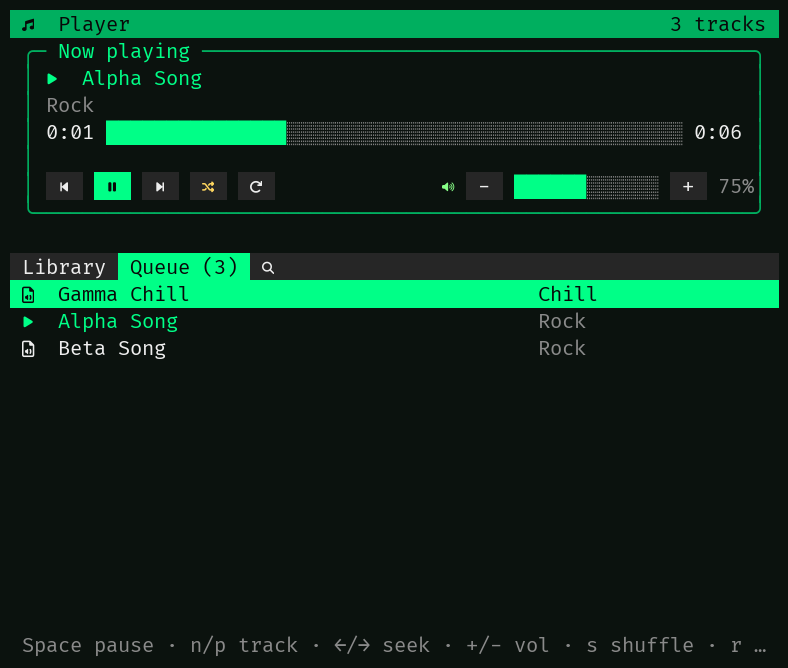 Player 3 tracks
Now playing
Alpha Song
Rock
0:01 0:06
− + 75%
Library Queue (3)
Gamma Chill Chill
Alpha Song Rock
Beta Song Rock
Space pause · n/p track · ←/→ seek · +/- vol · s shuffle · r …